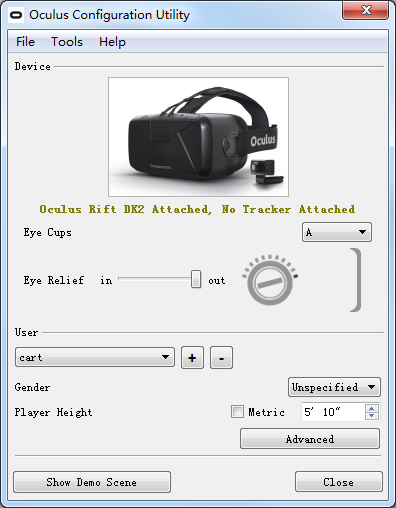 Oculus Configuration Utility
File Tools Help
Device
Oculus
Oculus Rift DK2 Attached, No Tracker Attached
Eye Cups A
Eye Relief in out
User
cart + -
Gender Unspecified
Player Height Metric 5' 10"
Advanced
Show Demo Scene Close